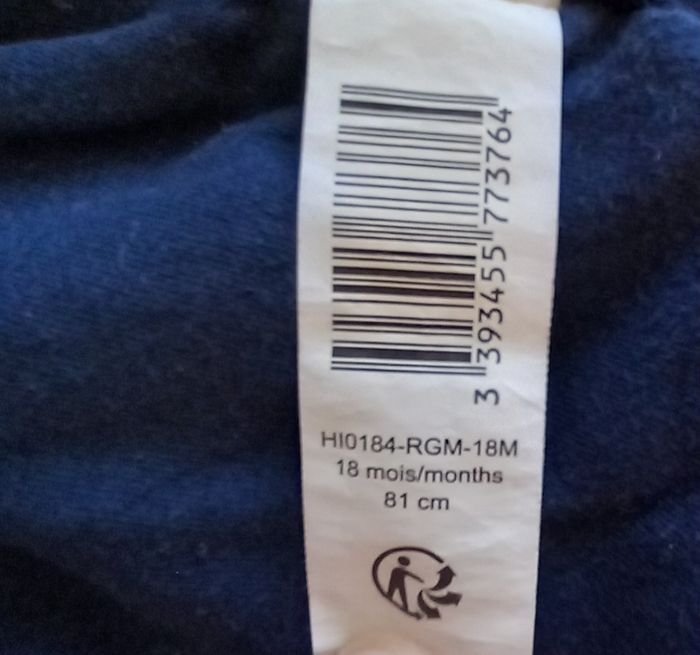 3 393455 773764
HI0184-RGM-18M
18 mois/months
81 cm